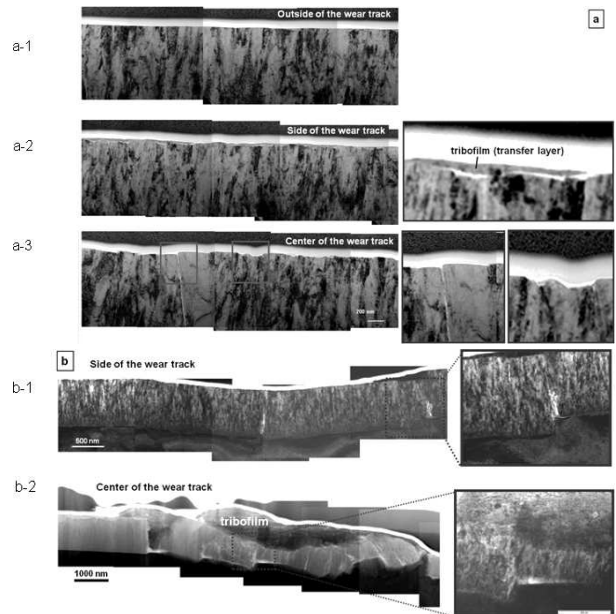 a
a-1
Outside of the wear track
a-2
Side of the wear track
tribofilm (transfer layer)
a-3
Center of the wear track
200 nm
b
Side of the wear track
b-1
500 nm
b-2
Center of the wear track
tribofilm
1000 nm